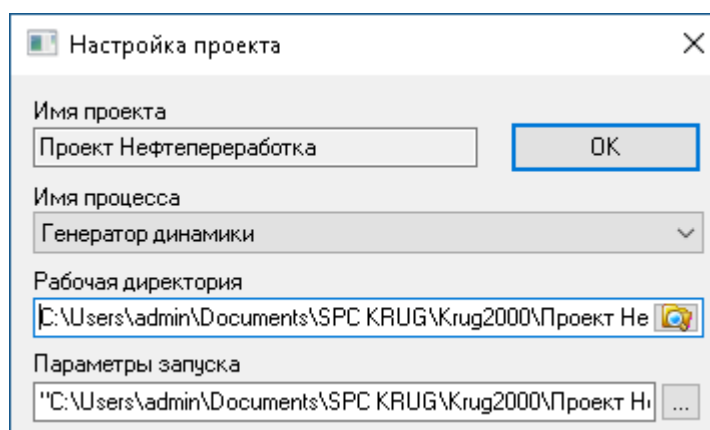 Настройка проекта
Имя проекта
Проект Нефтепереработка
OK
Имя процесса
Генератор динамики
Рабочая директория
C:\Users\admin\Documents\SPC KRUG\Krug2000\Проект Не
Параметры запуска
"C:\Users\admin\Documents\SPC KRUG\Krug2000\Проект Н
...